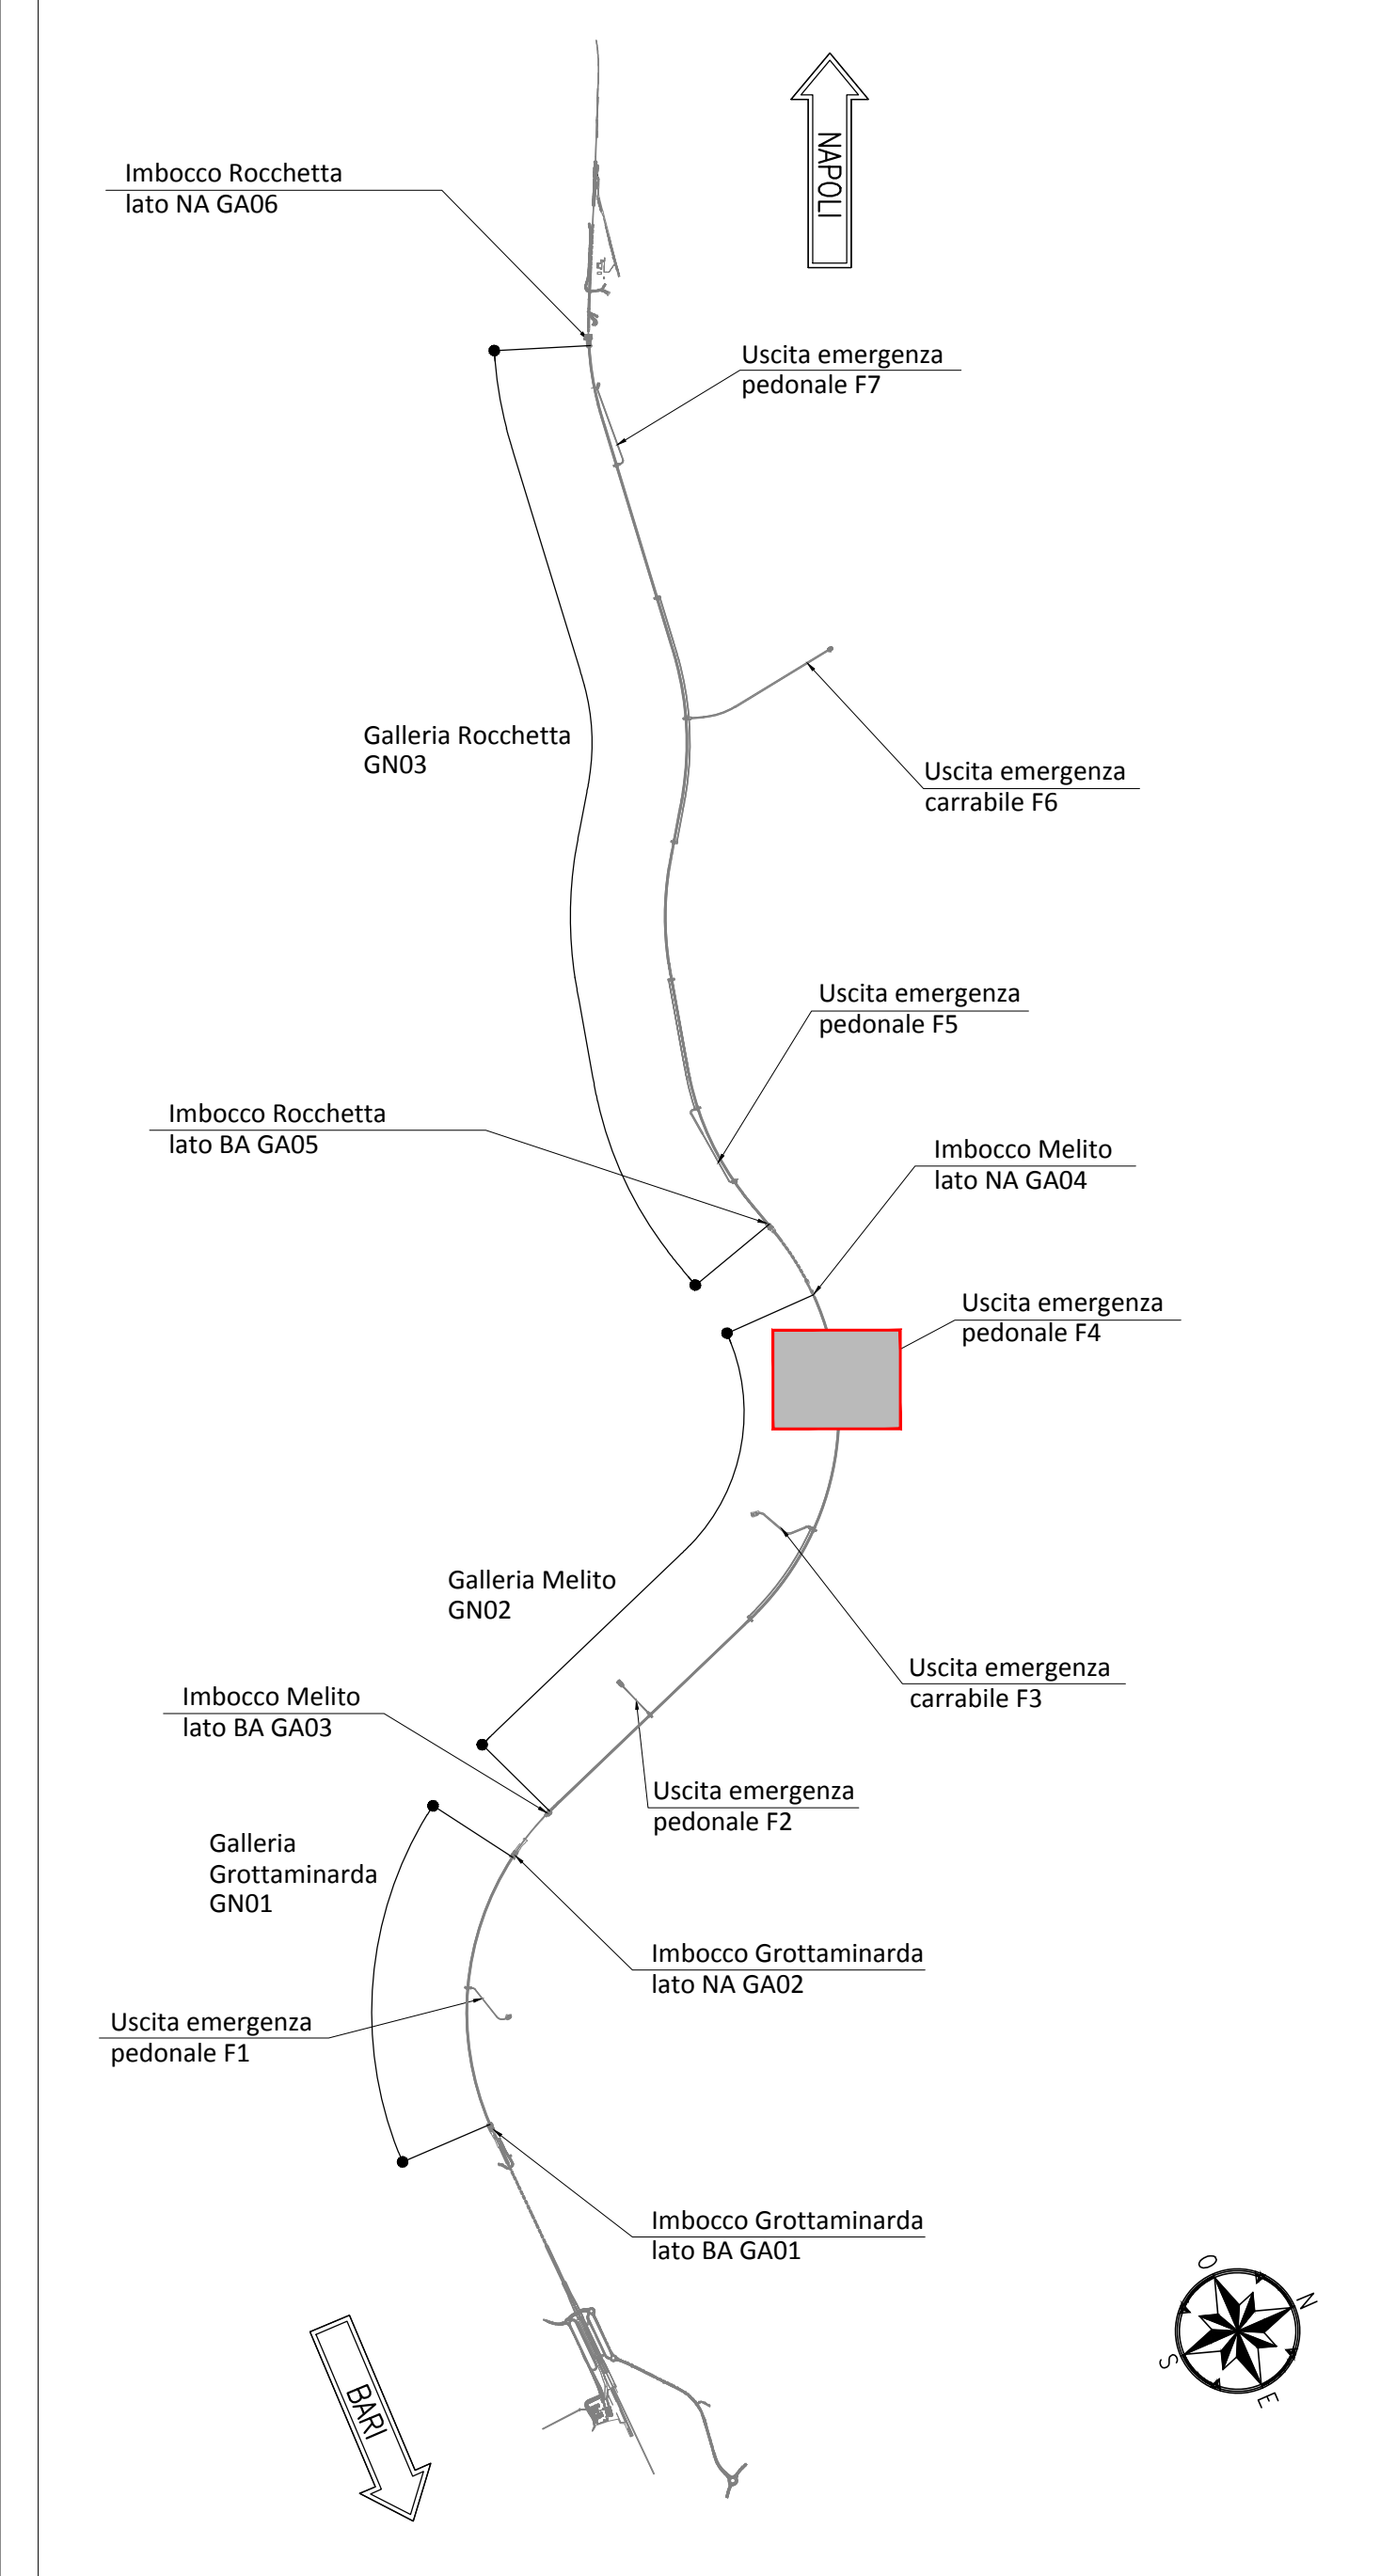 NAPOLI
Imbocco Rocchetta
lato NA GA06
Uscita emergenza
pedonale F7
Galleria Rocchetta
GN03
Uscita emergenza
carrabile F6
Uscita emergenza
pedonale F5
Imbocco Rocchetta
lato BA GA05
Imbocco Melito
lato NA GA04
Uscita emergenza
pedonale F4
Galleria Melito
GN02
Uscita emergenza
carrabile F3
Imbocco Melito
lato BA GA03
Uscita emergenza
pedonale F2
Galleria
Grottaminarda
GN01
Imbocco Grottaminarda
lato NA GA02
Uscita emergenza
pedonale F1
Imbocco Grottaminarda
lato BA GA01
O
N
S
E
BARI